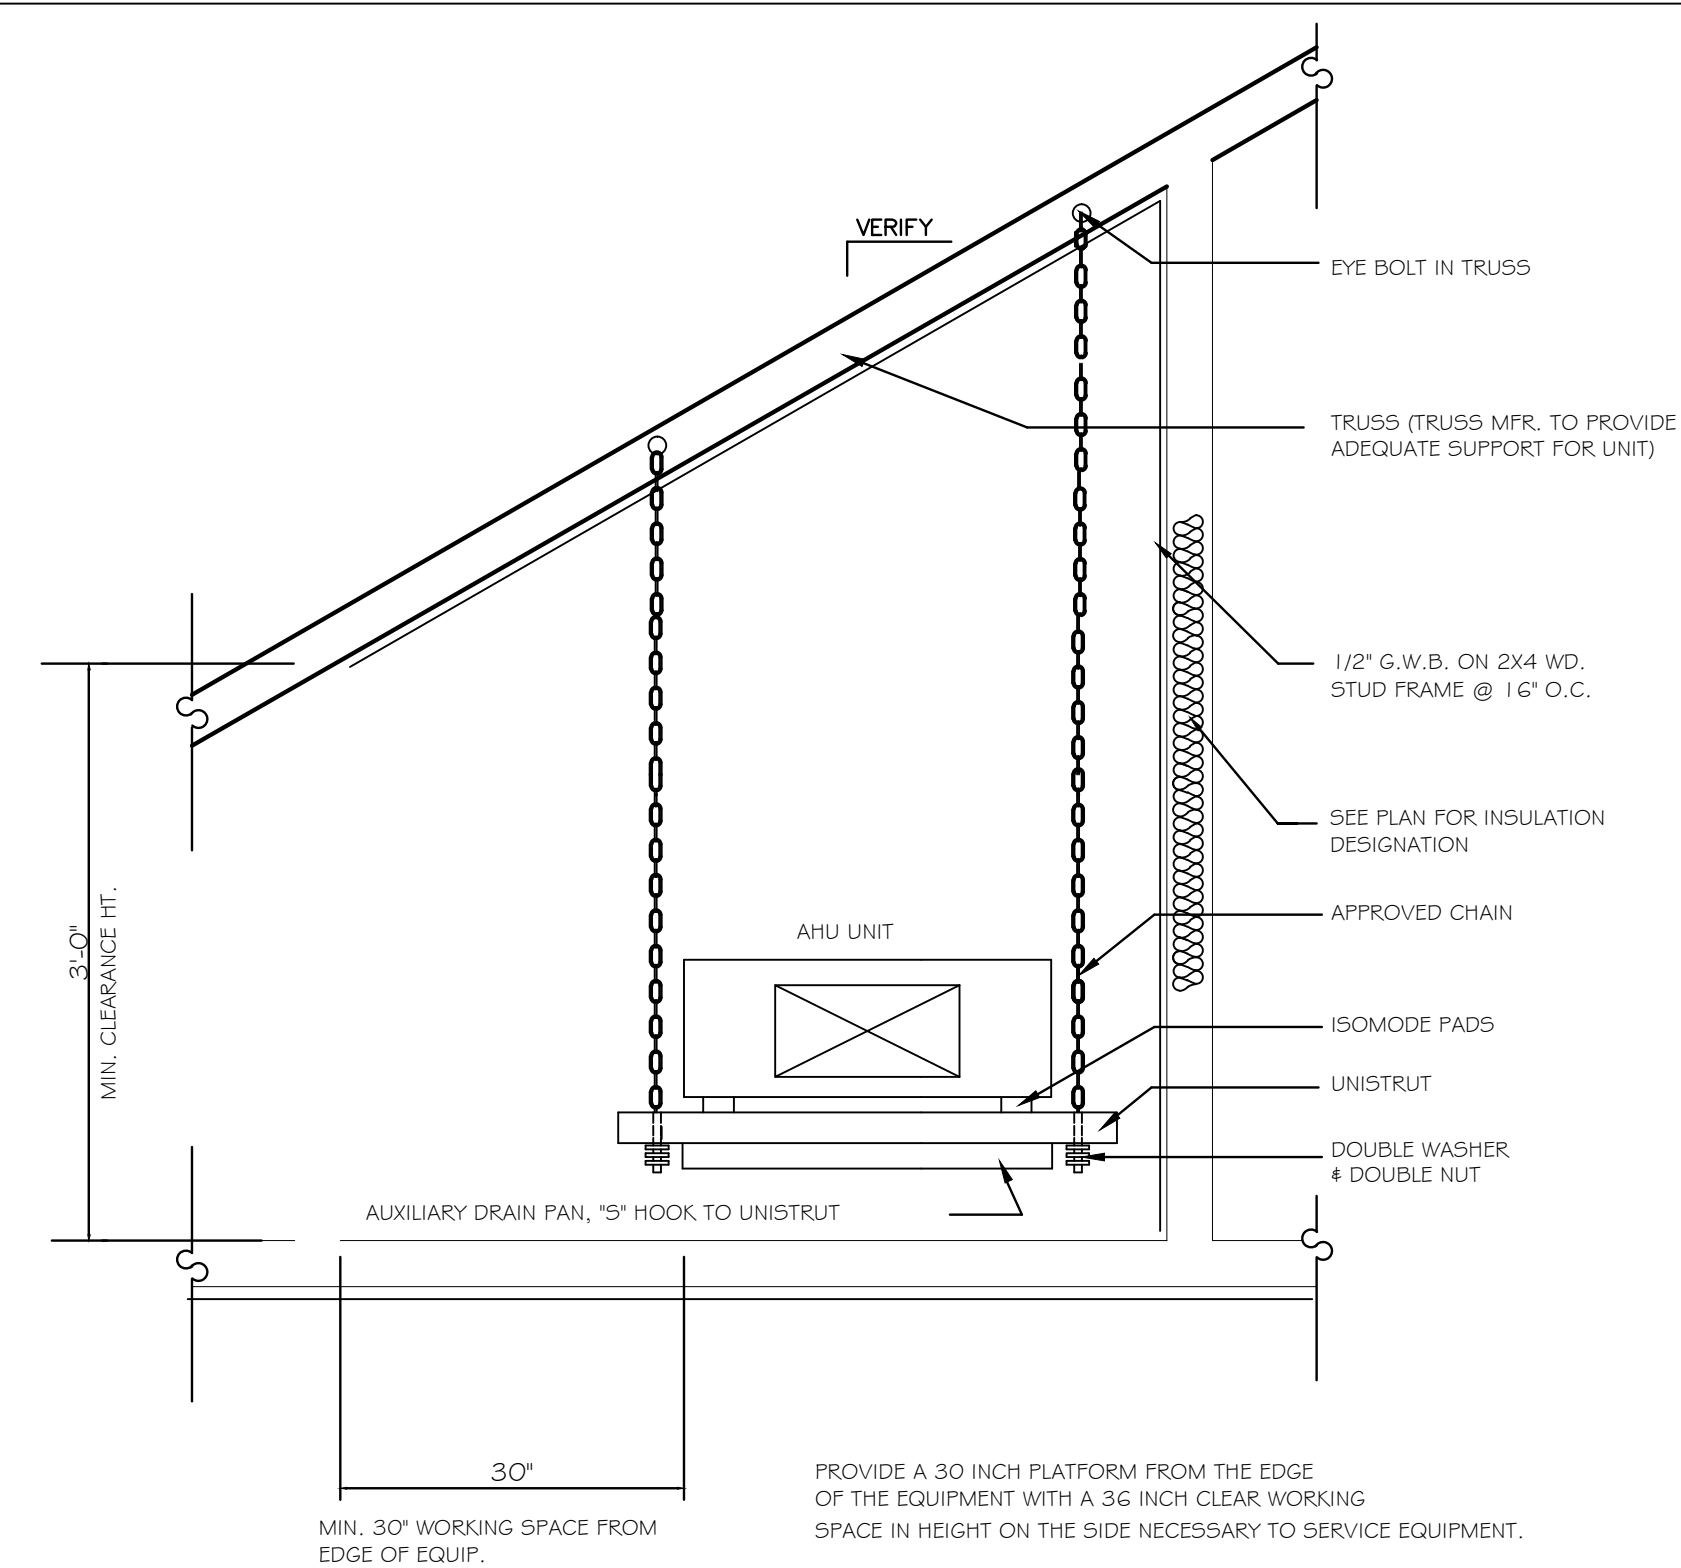 VERIFY
EYE BOLT IN TRUSS
TRUSS (TRUSS MFR. TO PROVIDE
ADEQUATE SUPPORT FOR UNIT)
1/2" G.W.B. ON 2X4 WD.
STUD FRAME @ 16" O.C.
SEE PLAN FOR INSULATION
DESIGNATION
APPROVED CHAIN
AHU UNIT
3'-0"
MIN. CLEARANCE HT.
ISOMODE PADS
UNISTRUT
DOUBLE WASHER
& DOUBLE NUT
AUXILIARY DRAIN PAN, "S" HOOK TO UNISTRUT
30"
MIN. 30" WORKING SPACE FROM
EDGE OF EQUIP.
PROVIDE A 30 INCH PLATFORM FROM THE EDGE
OF THE EQUIPMENT WITH A 36 INCH CLEAR WORKING
SPACE IN HEIGHT ON THE SIDE NECESSARY TO SERVICE EQUIPMENT.